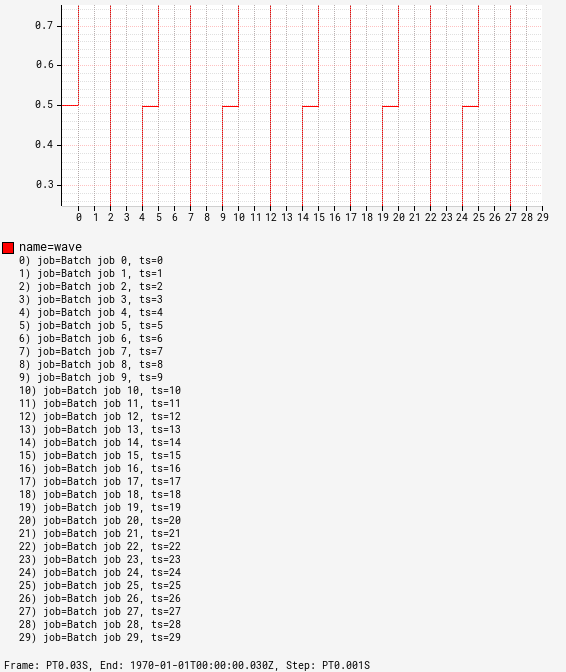 0.7
0.6
0.5
0.4
0.3
0 1 2 3 4 5 6 7 8 9 10 11 12 13 14 15 16 17 18 19 20 21 22 23 24 25 26 27 28 29
name=wave
0) job=Batch job 0, ts=0
1) job=Batch job 1, ts=1
2) job=Batch job 2, ts=2
3) job=Batch job 3, ts=3
4) job=Batch job 4, ts=4
5) job=Batch job 5, ts=5
6) job=Batch job 6, ts=6
7) job=Batch job 7, ts=7
8) job=Batch job 8, ts=8
9) job=Batch job 9, ts=9
10) job=Batch job 10, ts=10
11) job=Batch job 11, ts=11
12) job=Batch job 12, ts=12
13) job=Batch job 13, ts=13
14) job=Batch job 14, ts=14
15) job=Batch job 15, ts=15
16) job=Batch job 16, ts=16
17) job=Batch job 17, ts=17
18) job=Batch job 18, ts=18
19) job=Batch job 19, ts=19
20) job=Batch job 20, ts=20
21) job=Batch job 21, ts=21
22) job=Batch job 22, ts=22
23) job=Batch job 23, ts=23
24) job=Batch job 24, ts=24
25) job=Batch job 25, ts=25
26) job=Batch job 26, ts=26
27) job=Batch job 27, ts=27
28) job=Batch job 28, ts=28
29) job=Batch job 29, ts=29
Frame: PT0.03S, End: 1970-01-01T00:00:00.030Z, Step: PT0.001S